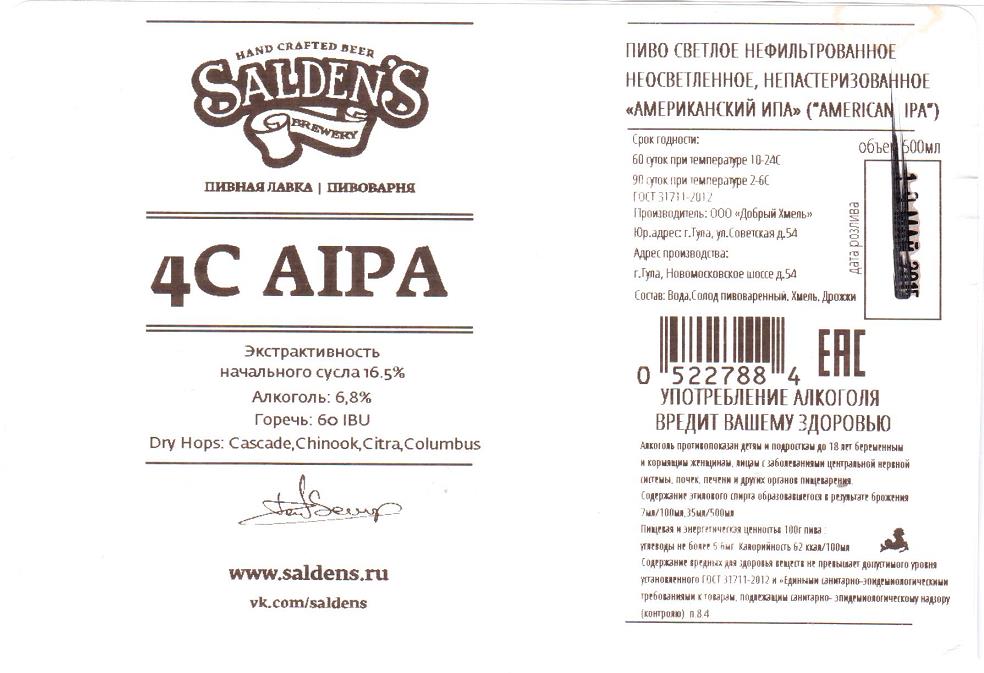 HAND CRAFTED BEER
SALDEN'S
BREWERY
ПИВНАЯ ЛАВКА | ПИВОВАРНЯ
4C AIPA
Экстрактивность
начального сусла 16.5%
Алкоголь: 6,8%
Горечь: 60 IBU
Dry Hops: Cascade,Chinook,Citra,Columbus
www.saldens.ru
vk.com/saldens
ПИВО СВЕТЛОЕ НЕФИЛЬТРОВАННОЕ
НЕОСВЕТЛЕННОЕ, НЕПАСТЕРИЗОВАННОЕ
«АМЕРИКАНСКИЙ ИПА» ("AMERICAN IPA")
Срок годности:
60 суток при температуре 10-24С
90 суток при температуре 2-6С
ГОСТ 31711-2012
Производитель: ООО «Добрый Хмель»
Юр.адрес: г.Тула, ул.Советская д.54
Адрес производства:
г.Тула, Новомосковское шоссе д.54
Состав: Вода,Солод пивоваренный, Хмель, Дрожжи
объем 500мл
дата розлива
0 522788 4
EAC
УПОТРЕБЛЕНИЕ АЛКОГОЛЯ
ВРЕДИТ ВАШЕМУ ЗДОРОВЬЮ
Алкоголь противопоказан детям и подросткам до 18 лет беременным
и кормящим женщинам, лицам с заболеваниями центральной нервной
системы, почек, печени и других органов пищеварения.
Содержание этилового спирта образовавшегося в результате брожения
7мл/100мл,35мл/500мл
Пищевая и энергетическая ценностьв 100г пива :
углеводы не более Калорийность 62 ккал/100мл
Содержание вредных для здоровья веществ не превышает допустимого уровня
установленного ГОСТ 31711-2012 и «Едиными санитарно-эпидемиологическими
требованиями к товарам, подлежащим санитарно- эпидемиологическому надзору
(контролю) п 8.4